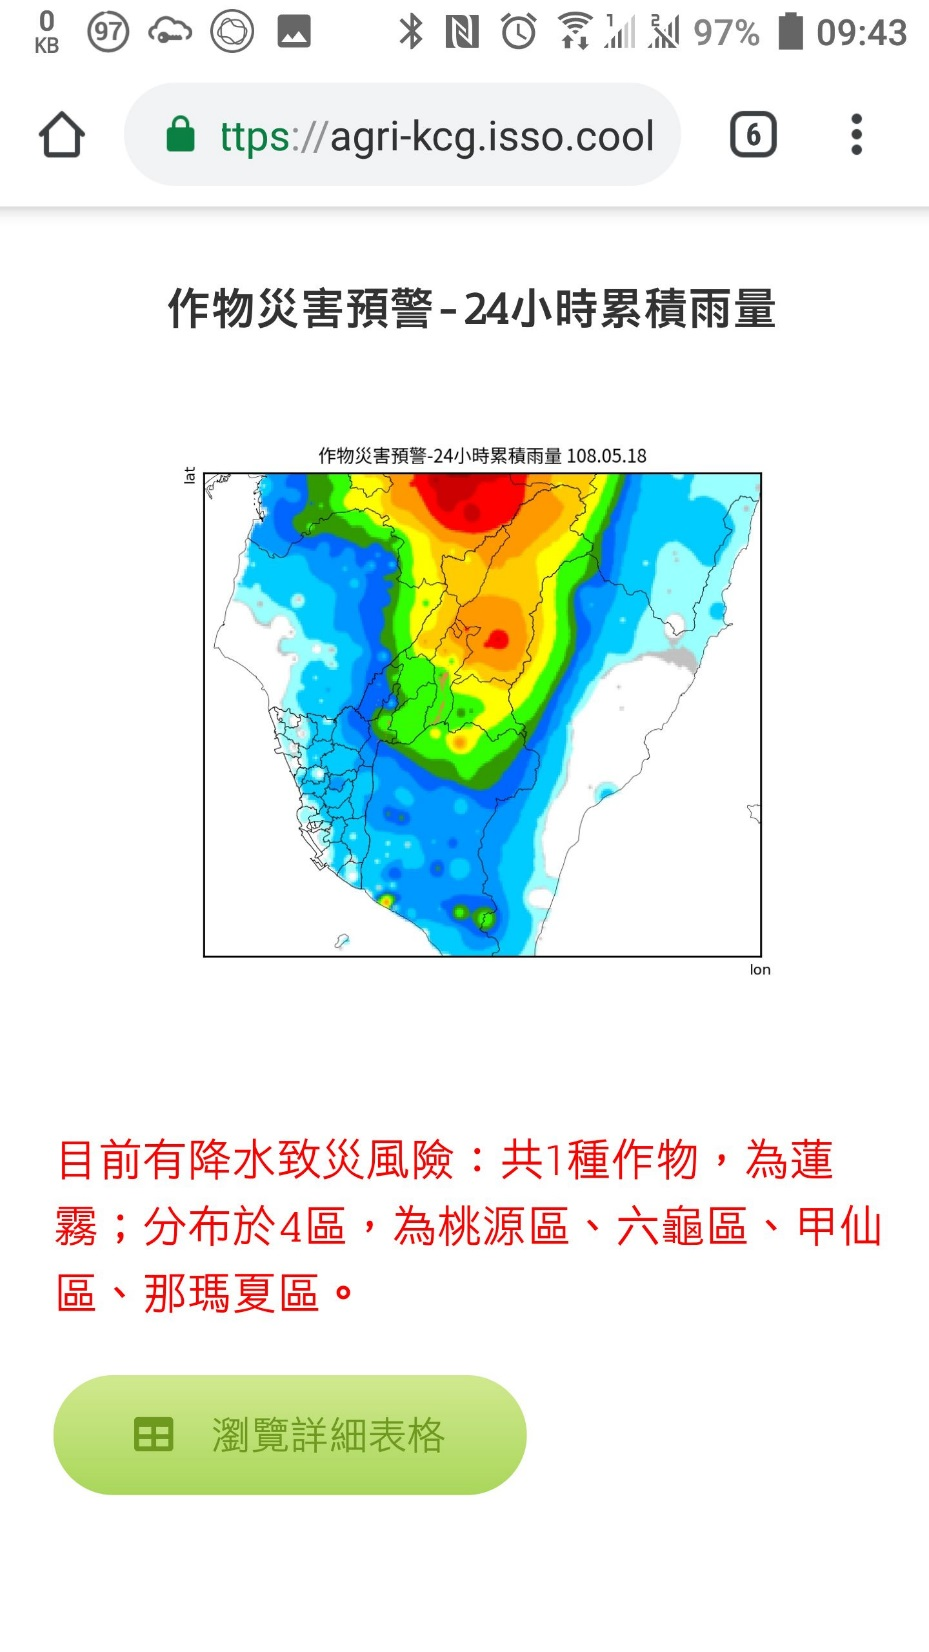 0
KB
97
1
2
97%
09:43
ttps://agri-kcg.isso.cool
6
作物災害預警-24小時累積雨量
作物災害預警-24小時累積雨量 108.05.18
lat
lon
目前有降水致災風險：共1種作物，為蓮
霧；分布於4區，為桃源區、六龜區、甲仙
區、那瑪夏區。
瀏覽詳細表格